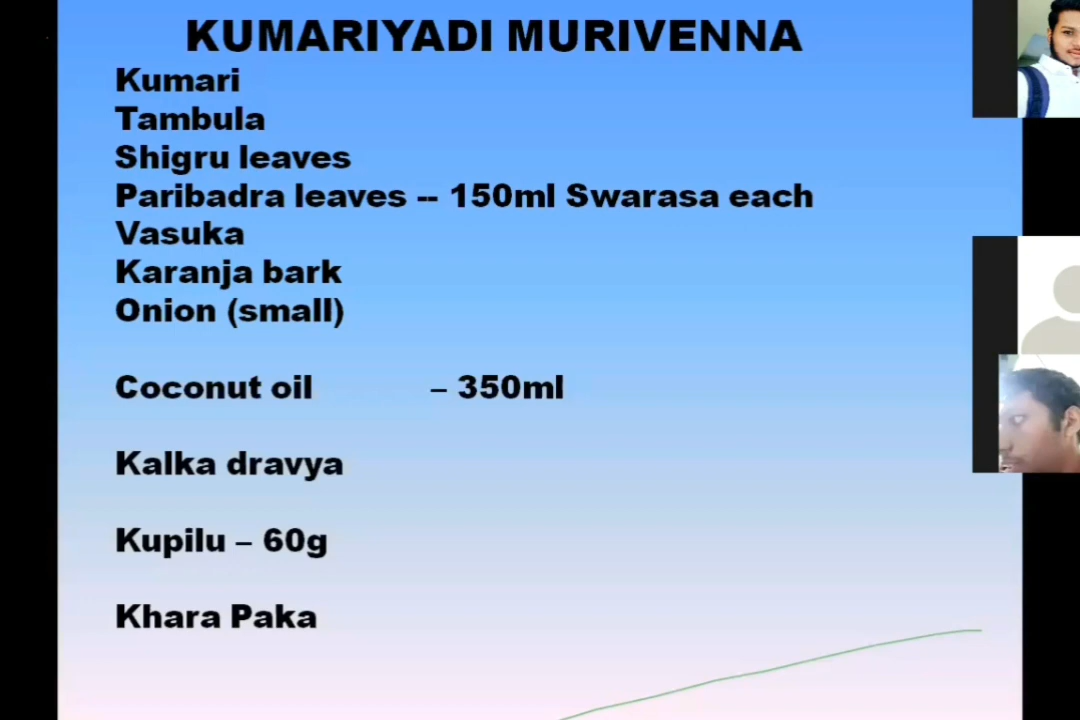 KUMARIYADI MURIVENNA
Kumari
Tambula
Shigru leaves
Paribadra leaves -- 150ml Swarasa each
Vasuka
Karanja bark
Onion (small)
Coconut oil – 350ml
Kalka dravya
Kupilu – 60g
Khara Paka